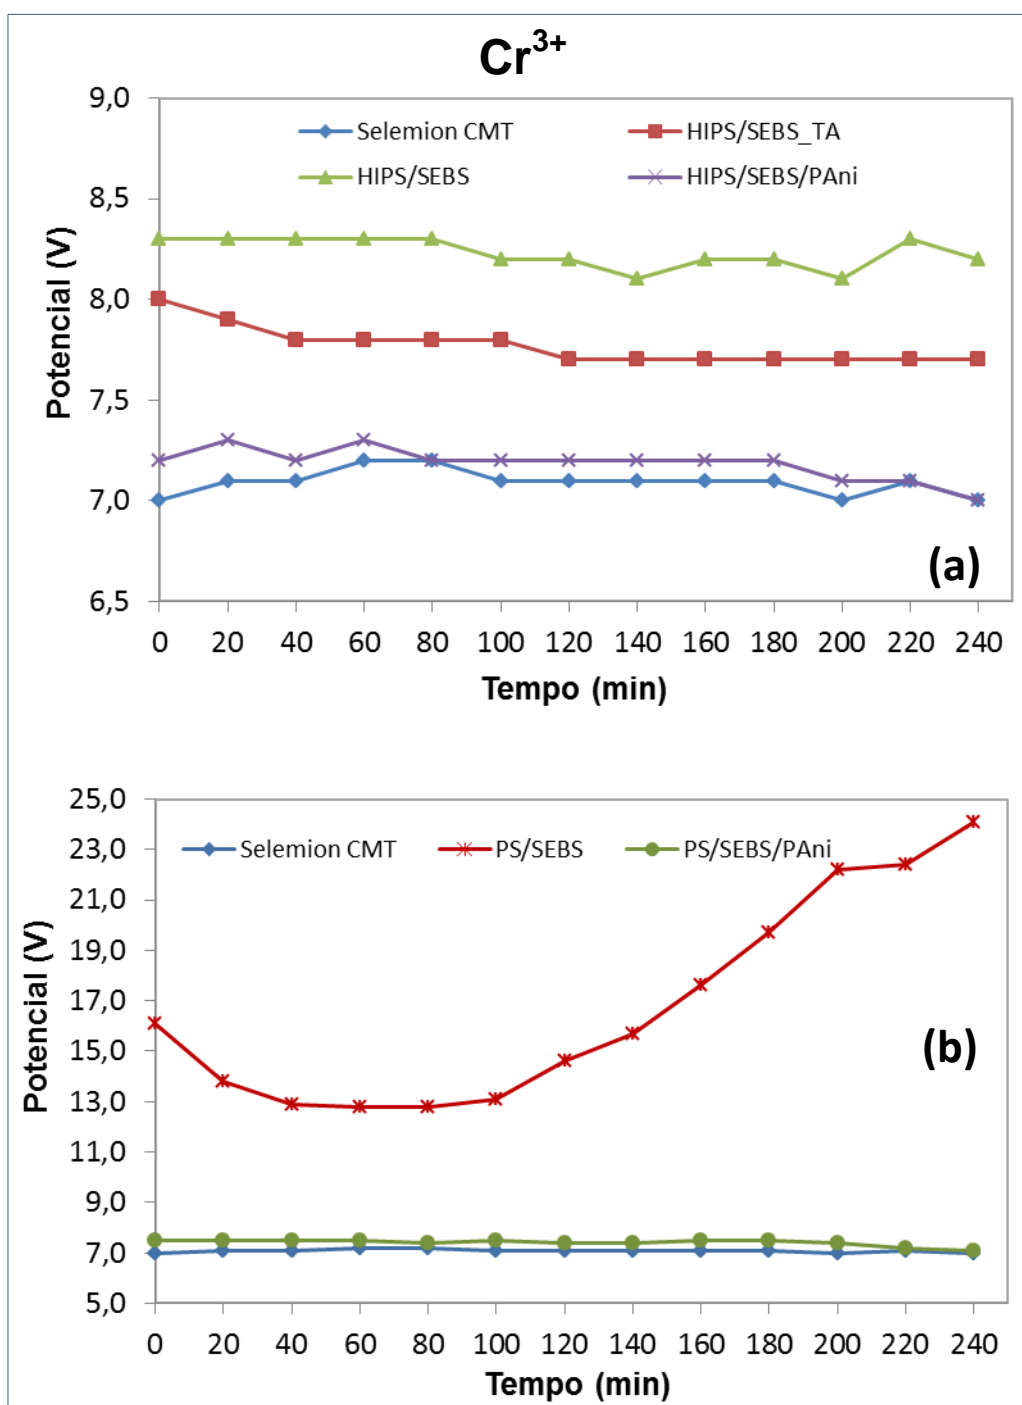 Cr³⁺
9,0
Selemion CMT HIPS/SEBS_TA
HIPS/SEBS HIPS/SEBS/PAni
8,5
8,0
7,5
7,0
6,5
Potencial (V)
(a)
0 20 40 60 80 100 120 140 160 180 200 220 240
Tempo (min)
25,0
Selemion CMT PS/SEBS PS/SEBS/PAni
23,0
21,0
19,0
17,0
15,0
13,0
11,0
9,0
7,0
5,0
Potencial (V)
(b)
0 20 40 60 80 100 120 140 160 180 200 220 240
Tempo (min)